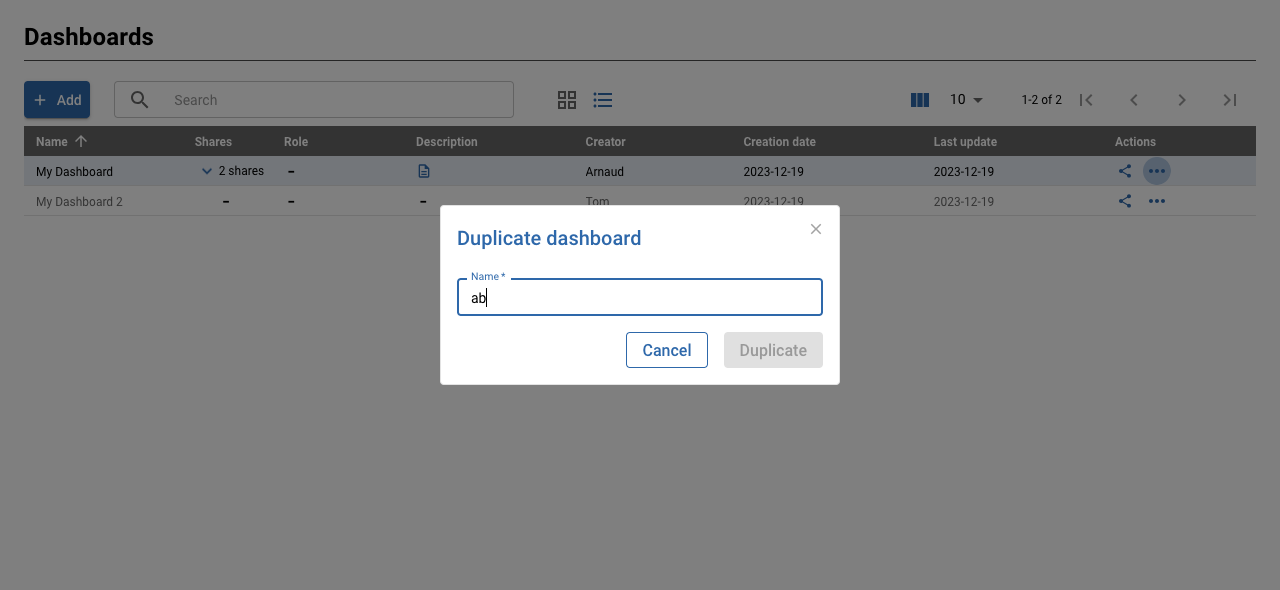 Dashboards
Add
Search
10
1-2 of 2
Name Shares Role Description Creator Creation date Last update Actions
My Dashboard 2 shares - Arnaud 2023-12-19 2023-12-19
My Dashboard 2 - - - Tom 2023-12-19 2023-12-19
Duplicate dashboard
Name *
ab
Cancel Duplicate